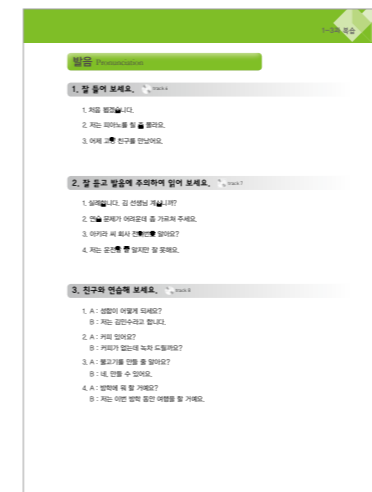 1-3과 복습
발음 Pronunciation
1. 잘 들어 보세요. track 6
1. 처음 뵙겠습니다.
2. 저는 피아노를 칠 줄 몰라요.
3. 어제 친구를 만났어요.
2. 잘 듣고 발음에 주의하여 읽어 보세요. track 7
1. 실례합니다. 김 선생님 계십니까?
2. 연습 문제가 어려운데 좀 가르쳐 주세요.
3. 아키라 씨 회사 전화번호 알아요?
4. 저는 운전할 줄 알지만 잘 못해요.
3. 친구와 연습해 보세요. track 8
1. A : 성함이 어떻게 되세요?
B : 저는 김민수라고 합니다.
2. A : 커피 있어요?
B : 커피가 없는데 녹차 드릴까요?
3. A : 불고기를 만들 줄 알아요?
B : 네, 만들 수 있어요.
4. A : 방학에 뭐 할 거예요?
B : 저는 이번 방학 동안 여행을 할 거예요.